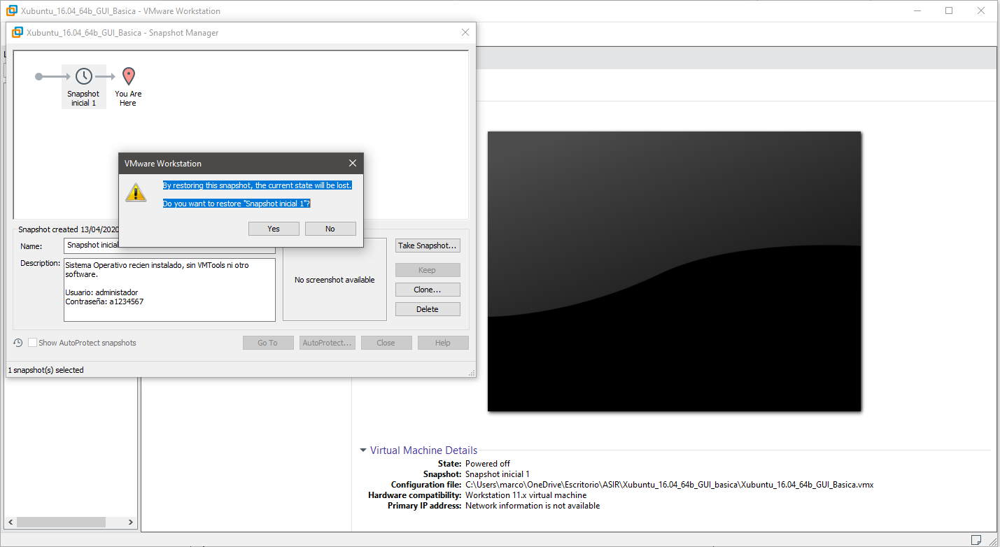 Xubuntu_16.04_64b_GUI_Basica - VMware Workstation
Xubuntu_16.04_64b_GUI_Basica - Snapshot Manager
Snapshot
inicial 1
You Are
Here
VMware Workstation
By restoring this snapshot, the current state will be lost.
Do you want to restore "Snapshot inicial 1"?
Yes
No
Snapshot created 13/04/2020
Name:
Snapshot inicial
Description:
Sistema Operativo recien instalado, sin VMTools ni otro
software.
Usuario: administador
Contraseña: a1234567
No screenshot available
Take Snapshot...
Keep
Clone...
Delete
Show AutoProtect snapshots
Go To
AutoProtect...
Close
Help
1 snapshot(s) selected
Virtual Machine Details
State: Powered off
Snapshot: Snapshot inicial 1
Configuration file: C:\Users\marco\OneDrive\Escritorio\ASIR\Xubuntu_16.04_64b_GUI_basica\Xubuntu_16.04_64b_GUI_Basica.vmx
Hardware compatibility: Workstation 11.x virtual machine
Primary IP address: Network information is not available